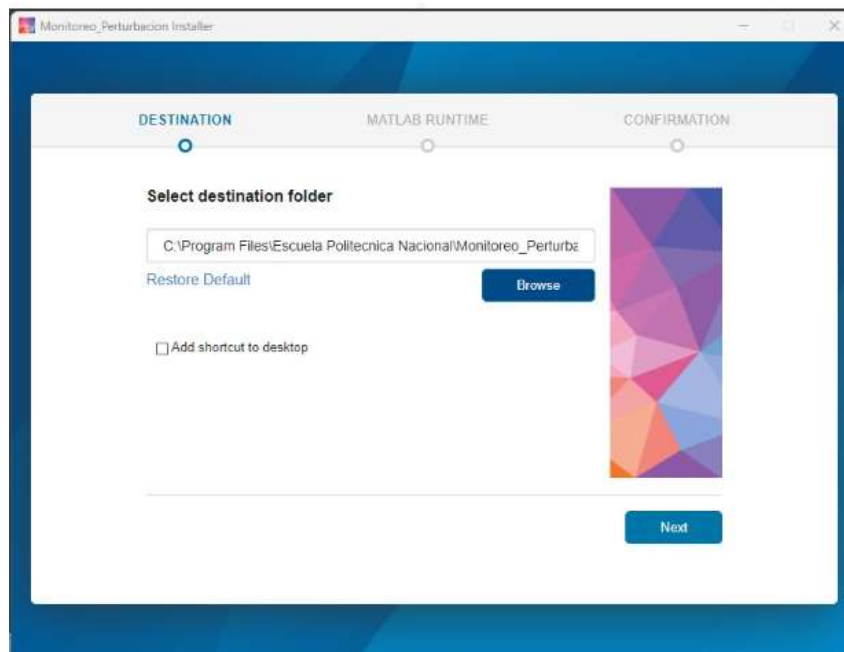 Monitoreo_Perturbacion Installer
DESTINATION MATLAB RUNTIME CONFIRMATION
Select destination folder
C:\Program Files\Escuela Politecnica Nacional\Monitoreo_Perturba
Restore Default
Browse
Add shortcut to desktop
Next